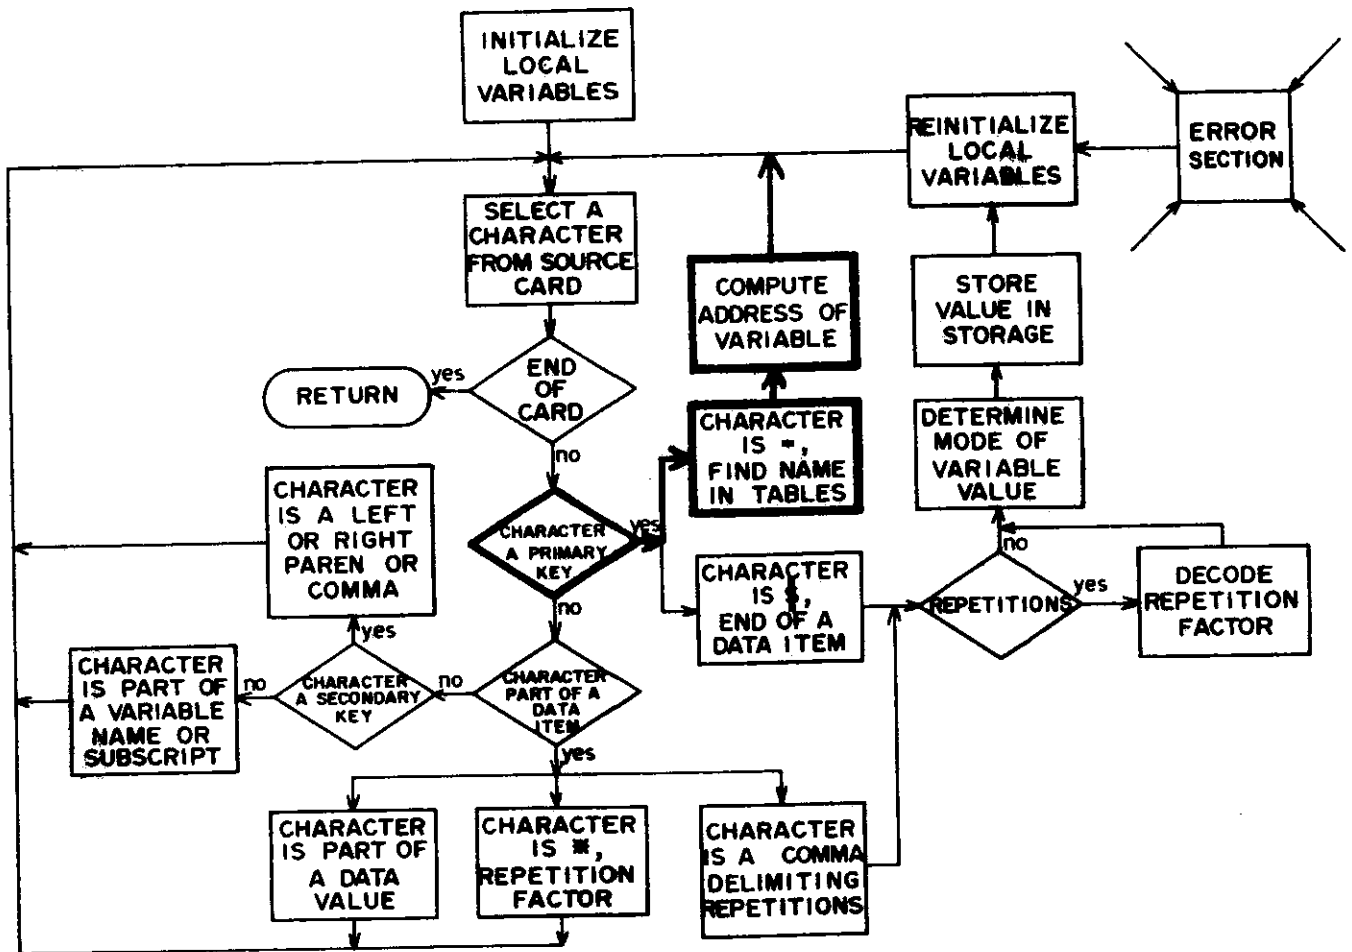 INITIALIZE
LOCAL
VARIABLES
REINITIALIZE
LOCAL
VARIABLES
ERROR
SECTION
SELECT A
CHARACTER
FROM SOURCE
CARD
COMPUTE
ADDRESS OF
VARIABLE
STORE
VALUE IN
STORAGE
END
OF
CARD
yes
RETURN
no
CHARACTER
IS =,
FIND NAME
IN TABLES
DETERMINE
MODE OF
VARIABLE
VALUE
CHARACTER
IS A LEFT
OR RIGHT
PAREN OR
COMMA
CHARACTER
A PRIMARY
KEY
yes
no
CHARACTER
IS $,
END OF A
DATA ITEM
REPETITIONS
no
yes
DECODE
REPETITION
FACTOR
CHARACTER
IS PART OF
A VARIABLE
NAME OR
SUBSCRIPT
no
CHARACTER
A SECONDARY
KEY
yes
no
CHARACTER
PART OF A
DATA
ITEM
yes
CHARACTER
IS PART OF
A DATA
VALUE
CHARACTER
IS *,
REPETITION
FACTOR
CHARACTER
IS A COMMA
DELIMITING
REPETITIONS